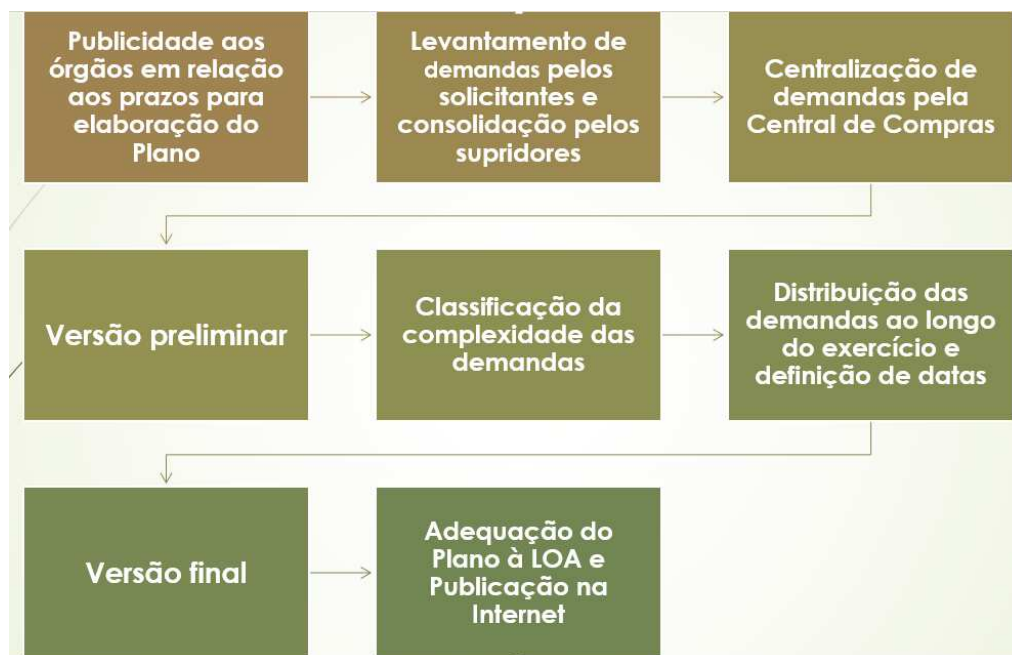 Publicidade aos
órgãos em relação
aos prazos para
elaboração do
Plano
Levantamento de
demandas pelos
solicitantes e
consolidação pelos
supridores
Centralização de
demandas pela
Central de Compras
Versão preliminar
Classificação da
complexidade das
demandas
Distribuição das
demandas ao longo
do exercício e
definição de datas
Versão final
Adequação do
Plano à LOA e
Publicação na
Internet